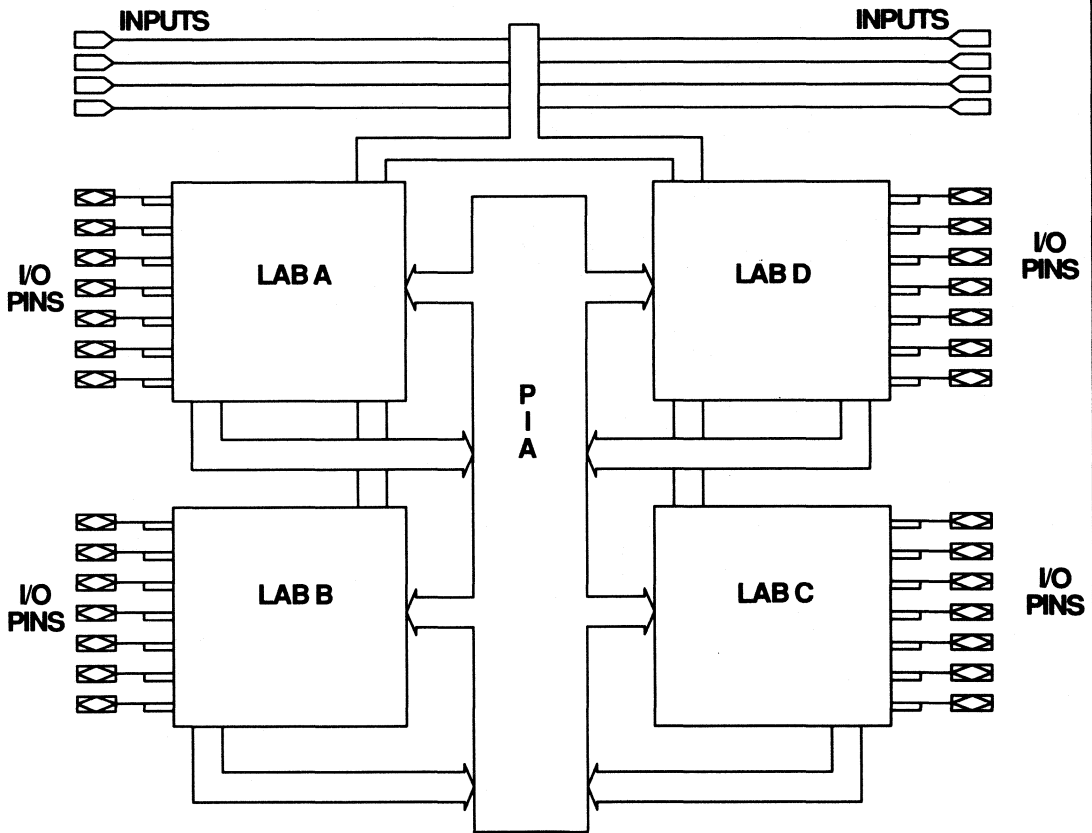 INPUTS
INPUTS
I/O
PINS
LAB A
LAB D
I/O
PINS
P
I
A
I/O
PINS
LAB B
LAB C
I/O
PINS